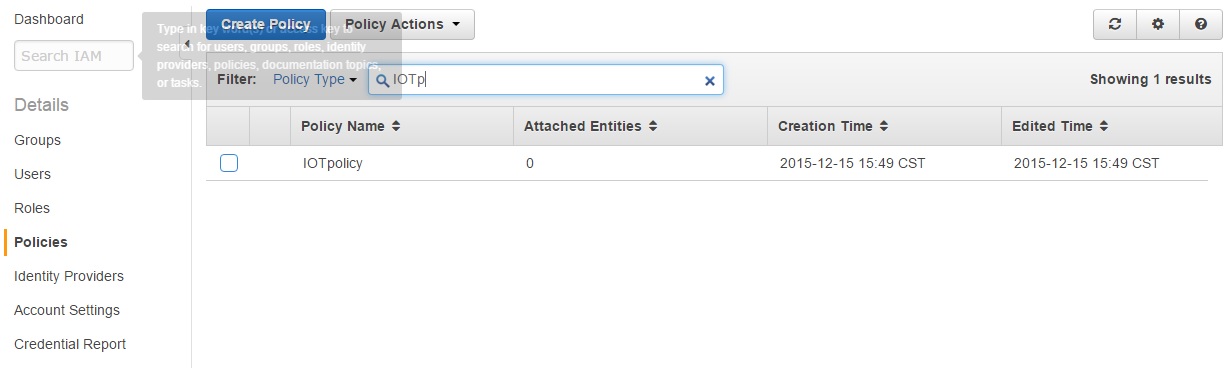 Dashboard
Search IAM
Details
Groups
Users
Roles
Policies
Identity Providers
Account Settings
Credential Report
Create Policy
Policy Actions
Type in key word(s) or access key to
search for users, groups, roles, identity
providers, policies, documentation topics,
or tasks.
Filter: Policy Type IOTp
Showing 1 results
Policy Name Attached Entities Creation Time Edited Time
IOTpolicy 0 2015-12-15 15:49 CST 2015-12-15 15:49 CST